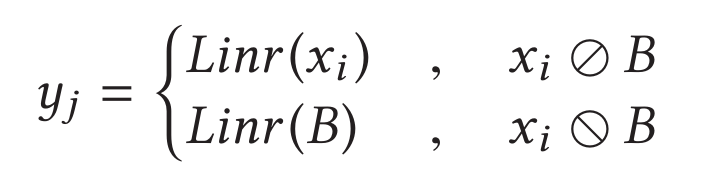 y_j = { Linr(x_i) , x_i ⊘ B
Linr(B) , x_i ⦸ B